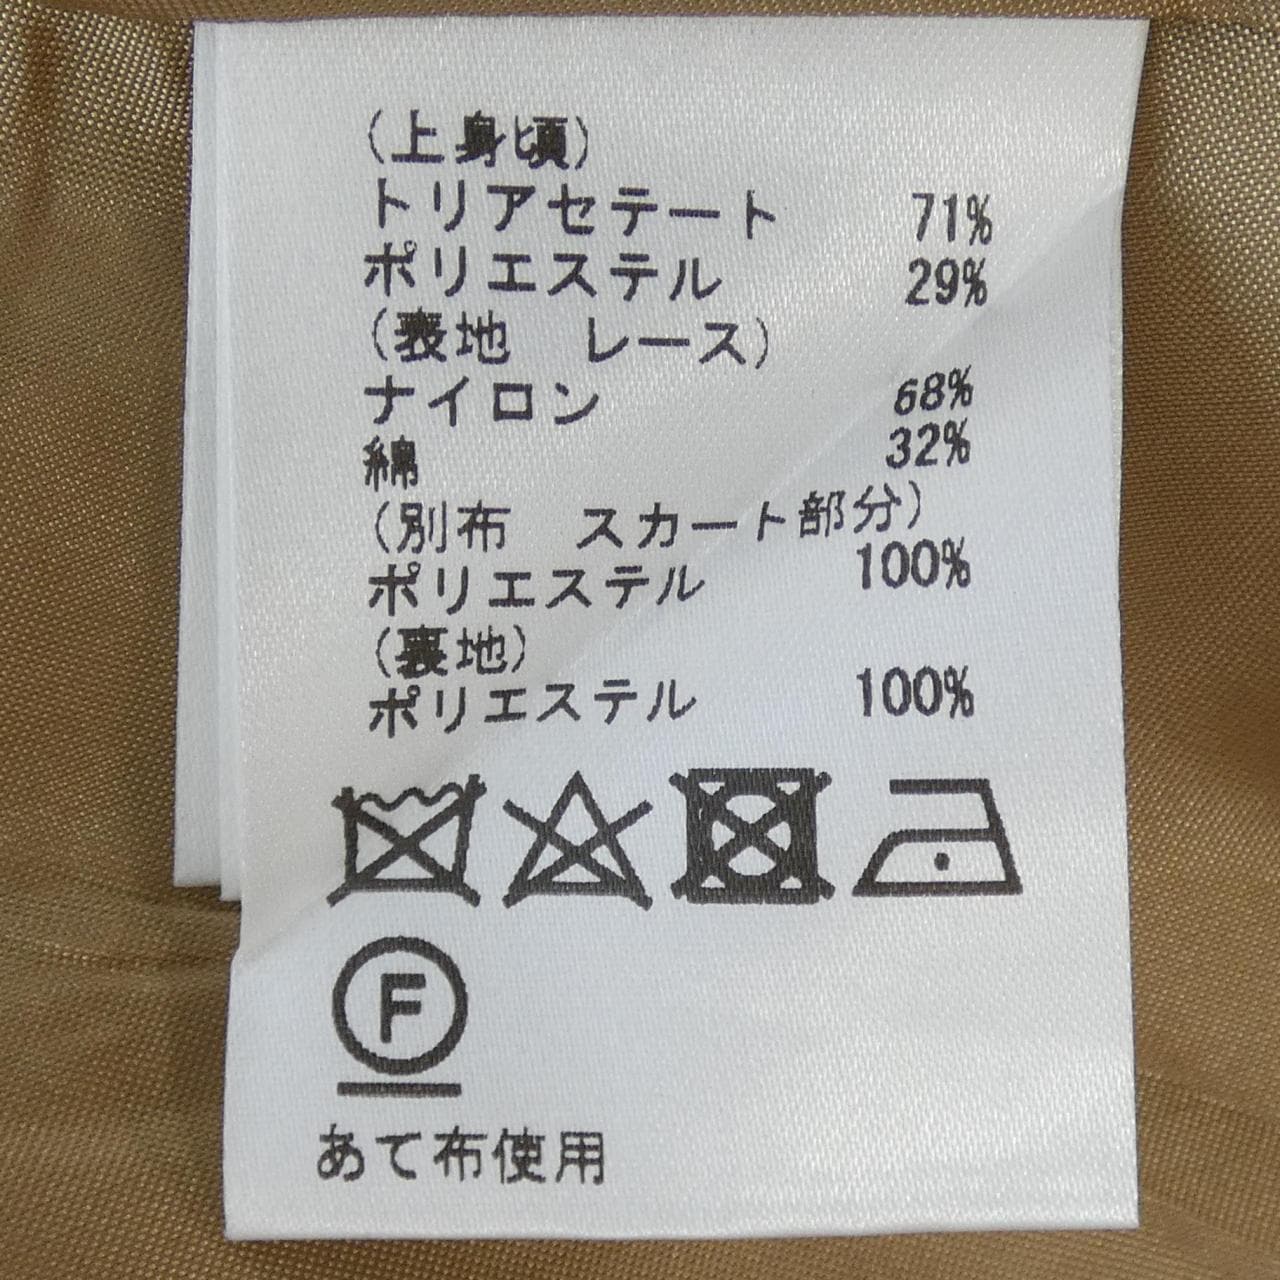 (上身頃)
トリアセテート 71%
ポリエステル 29%
(表地 レース)
ナイロン 68%
綿 32%
(別布 スカート部分)
ポリエステル 100%
(裏地)
ポリエステル 100%
F
あて布使用